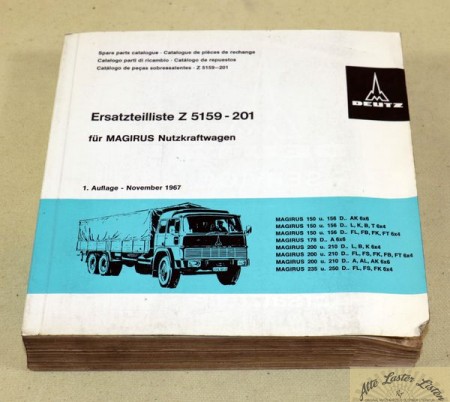 Spare parts catalogue - Catalogue de pièces de rechange
Catalogo parti di ricambio - Catálogo de repuestos
Catálogo de peças sobresselentes - Z 5159-201
DEUTZ
Ersatzteilliste Z 5159-201
für MAGIRUS Nutzkraftwagen
1. Auflage - November 1967
MAGIRUS 150 u. 156 D.. AK 6x6
MAGIRUS 150 u. 156 D.. L, K, B, T 6x4
MAGIRUS 150 u. 156 D.. FL, FB, FK, FT 6x4
MAGIRUS 178 D.. A 6x6
MAGIRUS 200 u. 210 D.. L, B, K 6x4
MAGIRUS 200 u. 210 D.. FL, FS, FK, FB, FT 6x4
MAGIRUS 200 u. 210 D.. A, AL, AK 6x6
MAGIRUS 235 u. 250 D.. FL, FS, FK 6x4
Alte Laster Listen